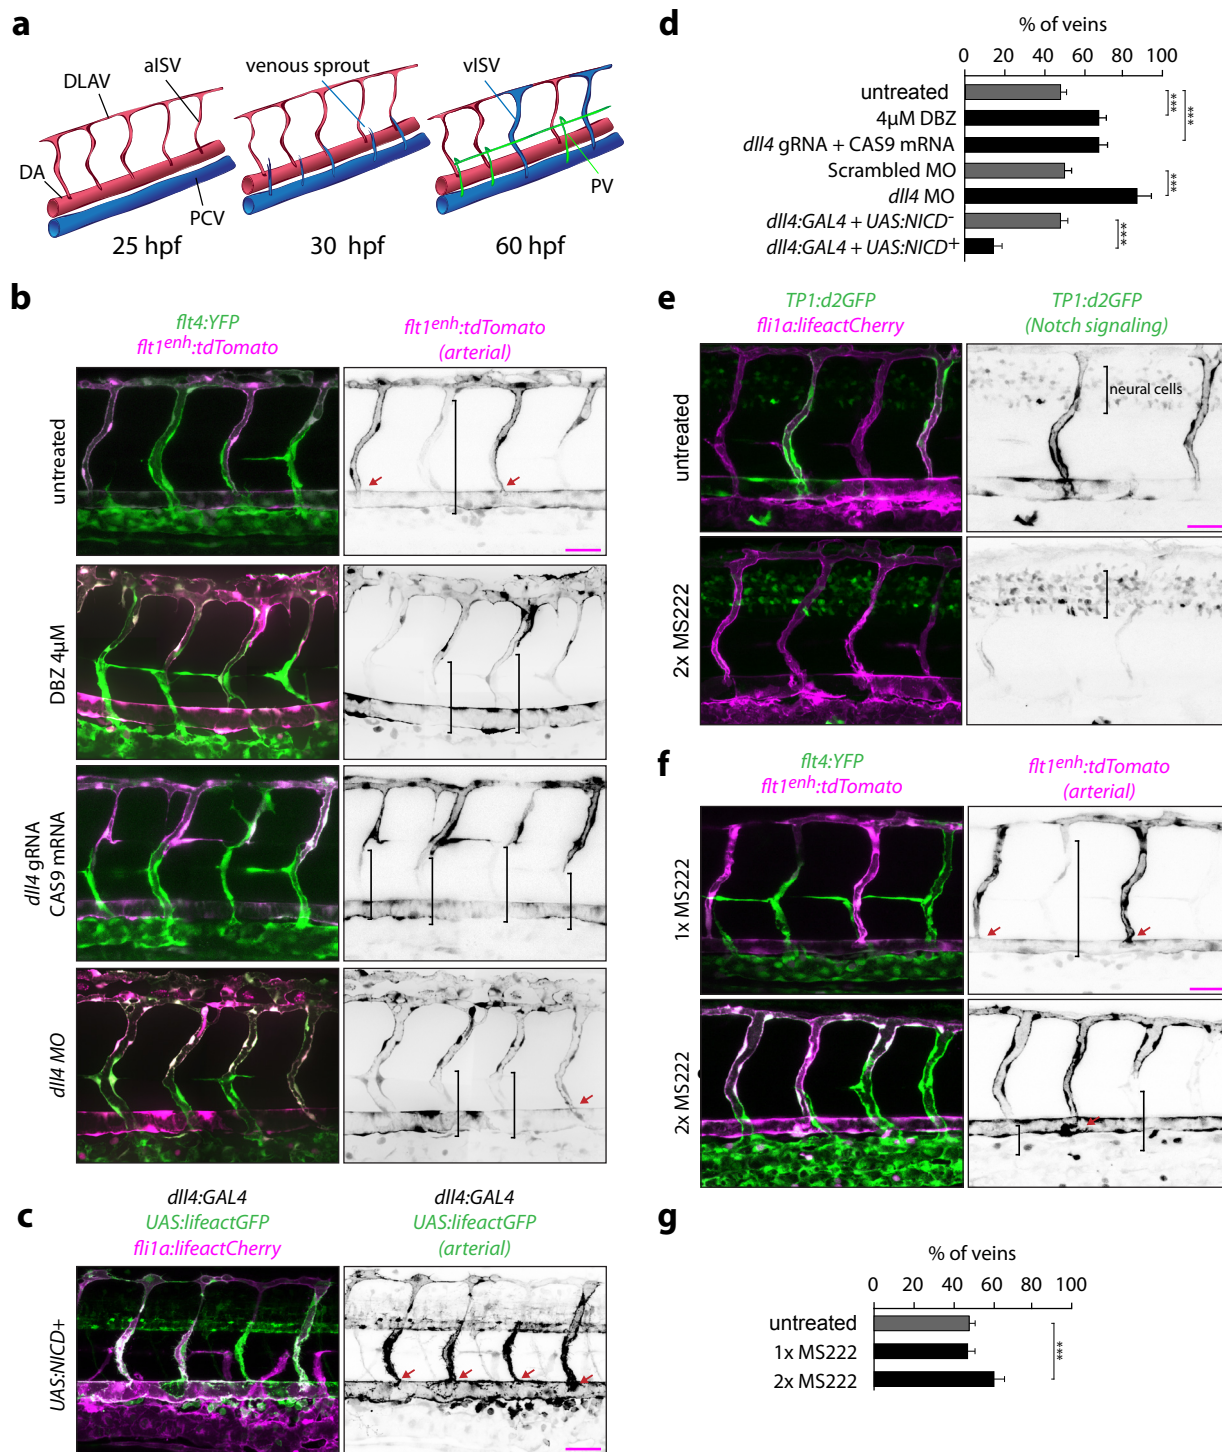 a
DLAV
aISV
venous sprout
vISV
DA
PCV
PV
25 hpf
30 hpf
60 hpf
b
flt4:YFP
flt1enh:tdTomato
flt1enh:tdTomato
(arterial)
untreated
DBZ 4μM
dll4 gRNA
CAS9 mRNA
dll4 MO
c
dll4:GAL4
UAS:lifeactGFP
fli1a:lifeactCherry
dll4:GAL4
UAS:lifeactGFP
(arterial)
UAS:NICD+
d
% of veins
0 20 40 60 80 100
untreated
4μM DBZ
dll4 gRNA + CAS9 mRNA
Scrambled MO
dll4 MO
dll4:GAL4 + UAS:NICD-
dll4:GAL4 + UAS:NICD+
***
***
***
***
e
TP1:d2GFP
fli1a:lifeactCherry
TP1:d2GFP
(Notch signaling)
untreated
neural cells
2x MS222
f
flt4:YFP
flt1enh:tdTomato
flt1enh:tdTomato
(arterial)
1x MS222
2x MS222
g
% of veins
0 20 40 60 80 100
untreated
1x MS222
2x MS222
***